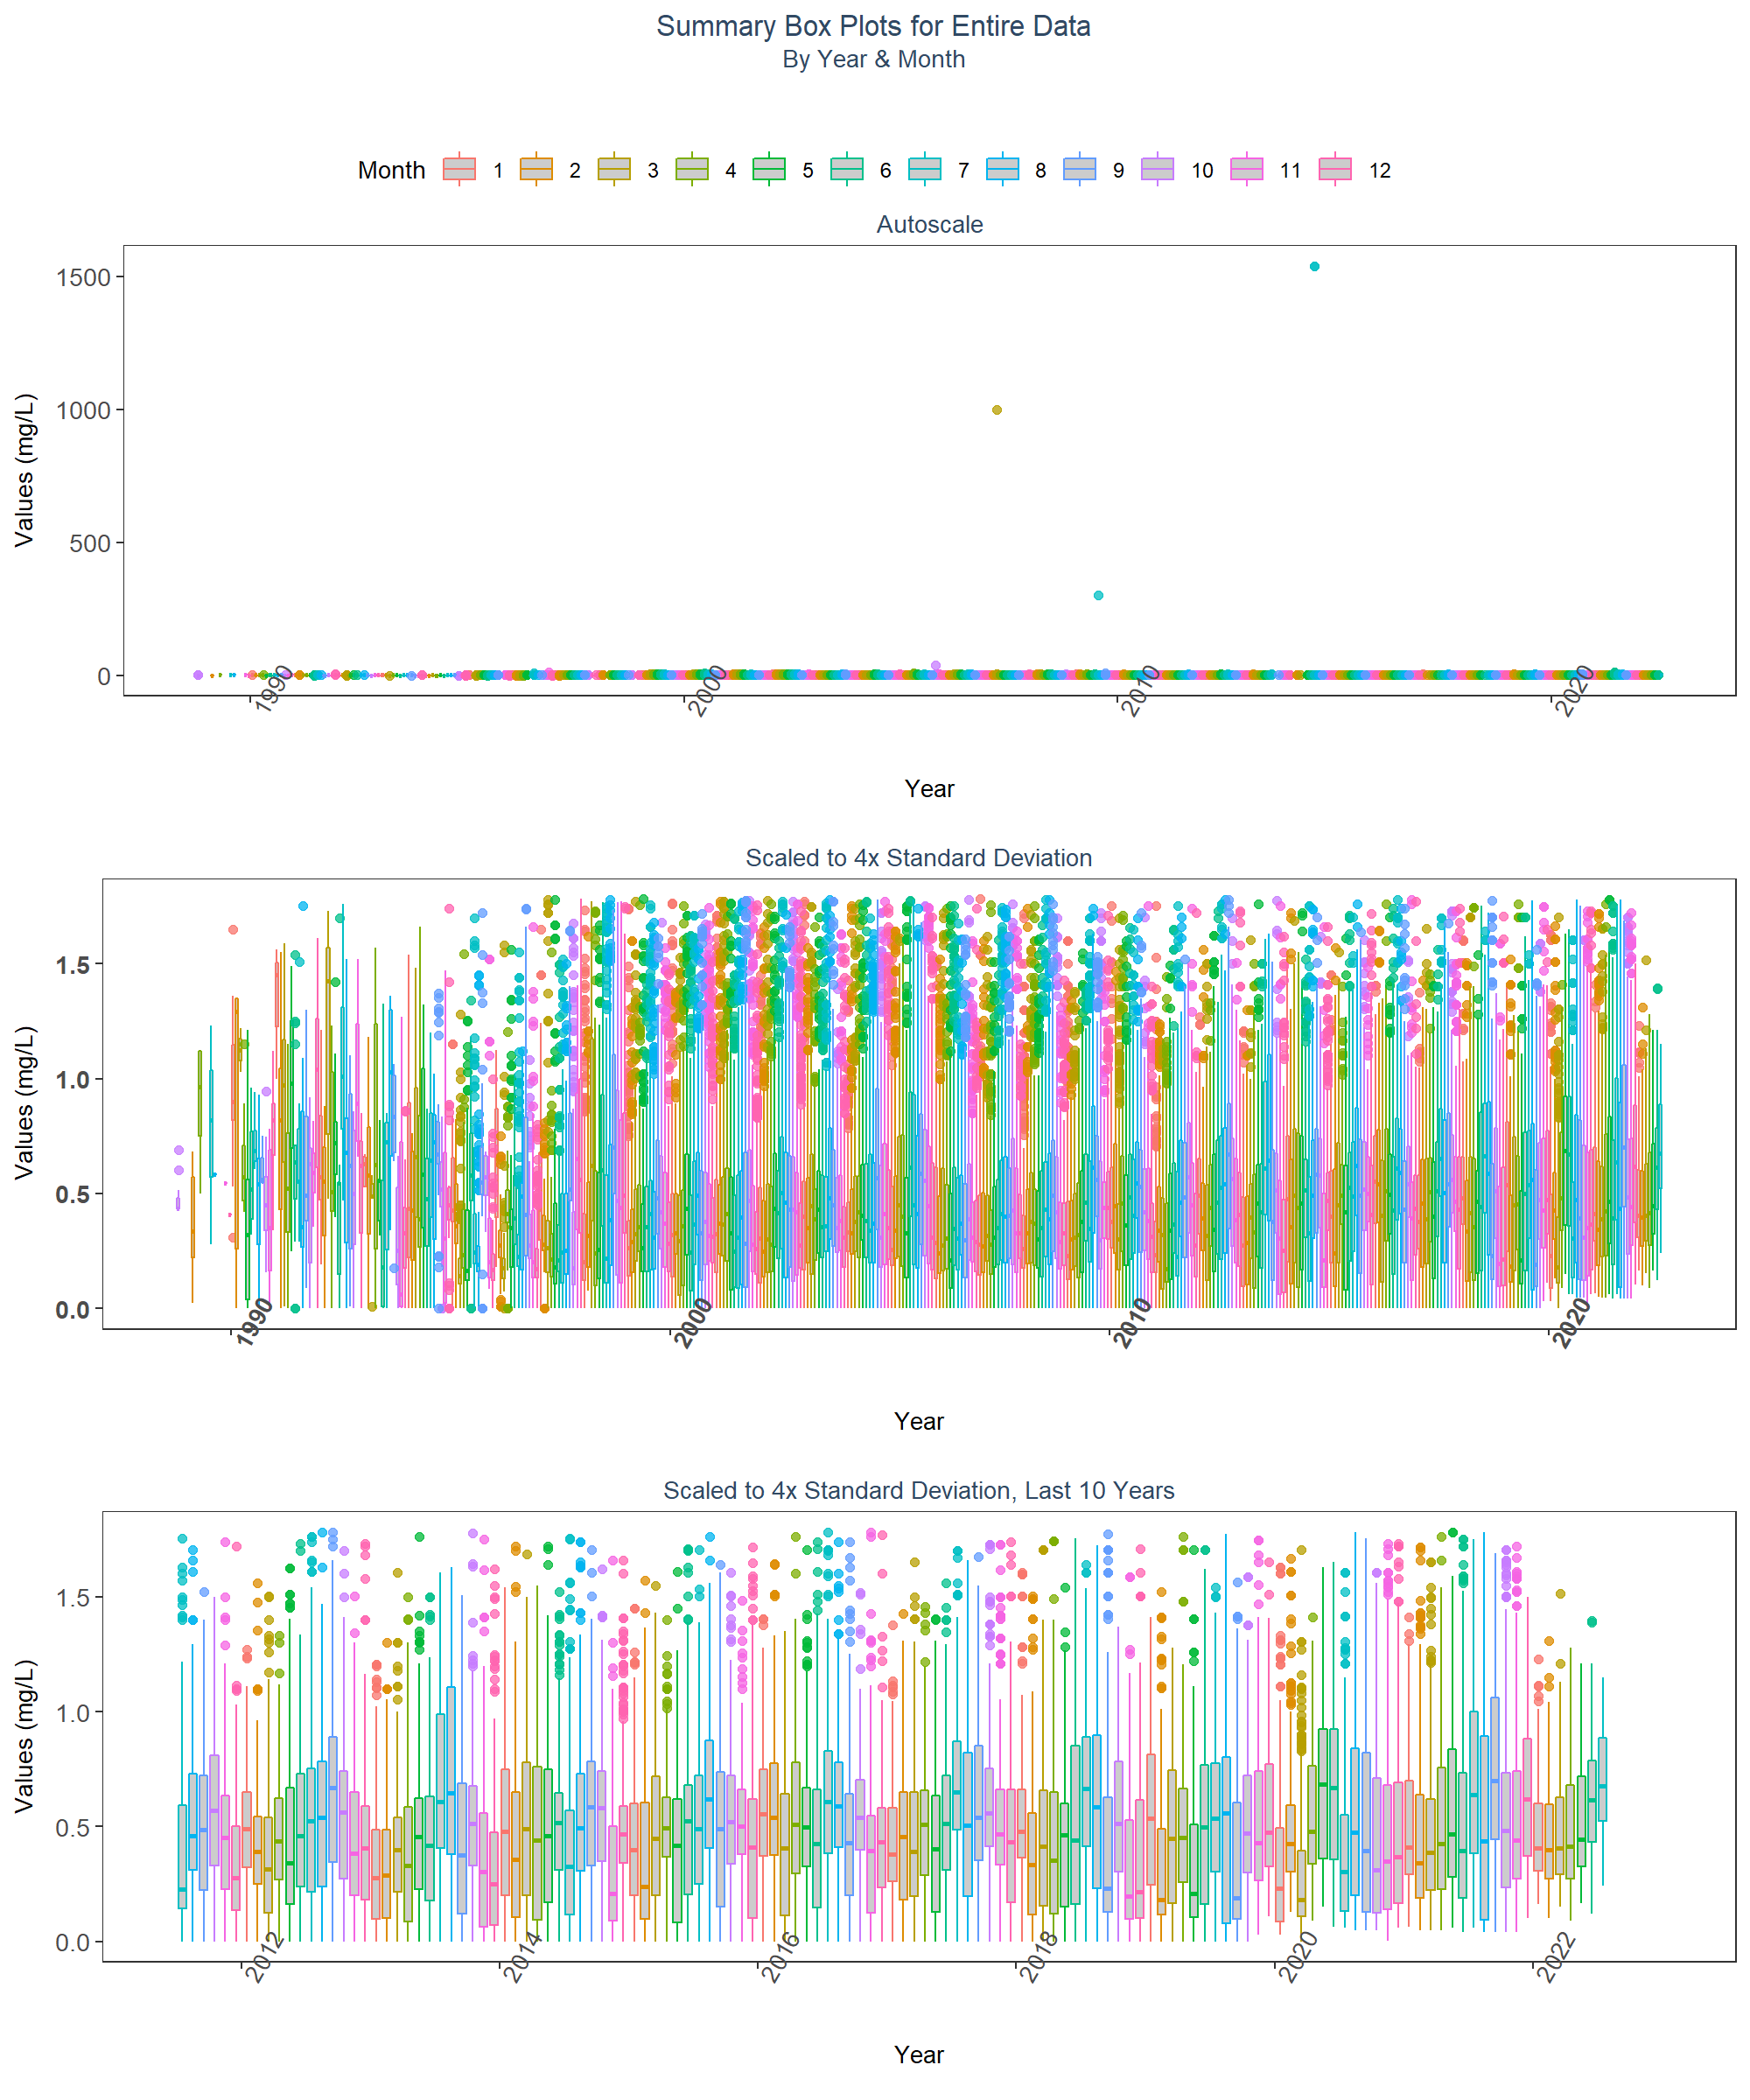 Summary Box Plots for Entire Data
By Year & Month
Month 1 2 3 4 5 6 7 8 9 10 11 12
Autoscale
Values (mg/L)
1500
1000
500
0
1990 2000 2010 2020
Year
Scaled to 4x Standard Deviation
Values (mg/L)
1.5
1.0
0.5
0.0
1990 2000 2010 2020
Year
Scaled to 4x Standard Deviation, Last 10 Years
Values (mg/L)
1.5
1.0
0.5
0.0
2012 2014 2016 2018 2020 2022
Year